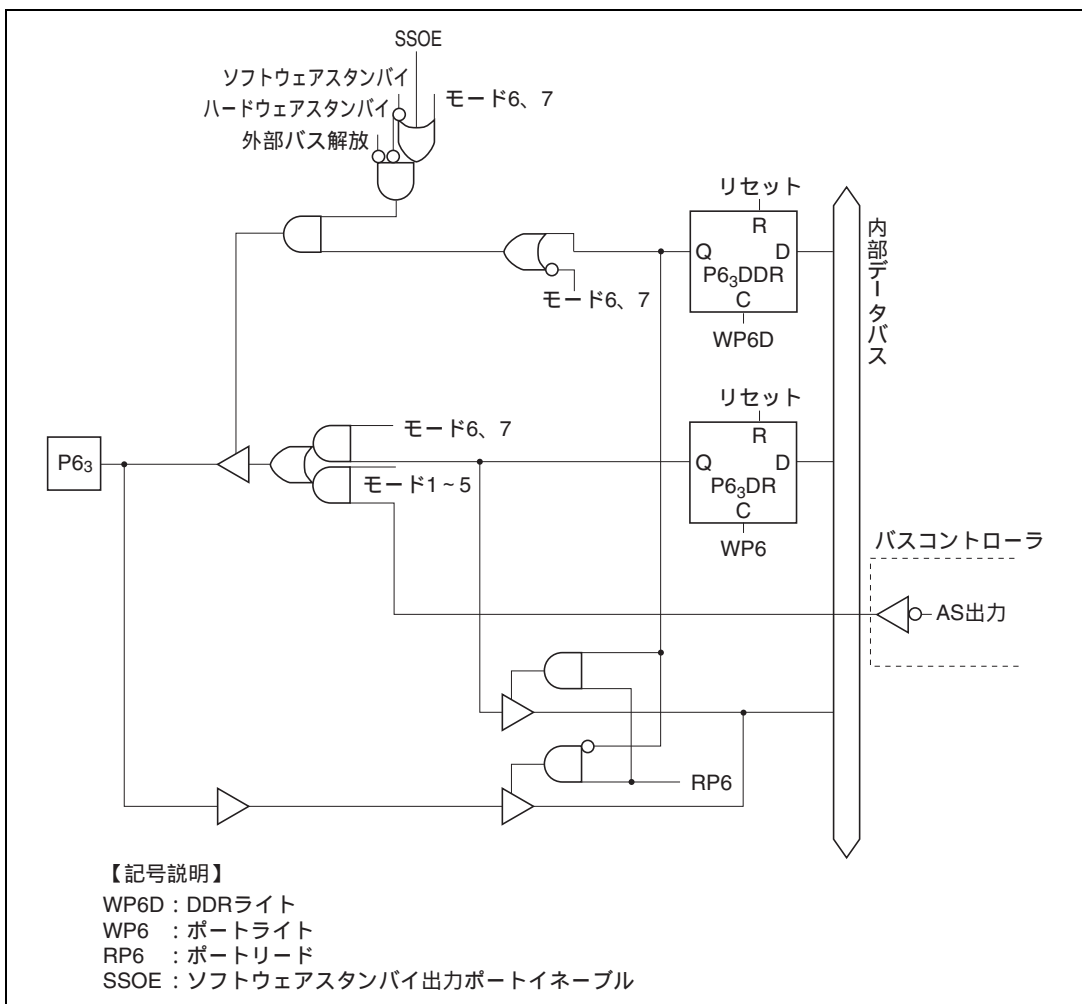 SSOE
ソフトウェアスタンバイ
ハードウェアスタンバイ
モード6、7
外部バス解放
リセット
R
Q D
P6₃DDR
C
WP6D
モード6、7
内部データバス
リセット
R
Q D
P6₃DR
C
WP6
モード6、7
モード1~5
P6₃
バスコントローラ
AS出力
RP6
【記号説明】
WP6D：DDRライト
WP6 ：ポートライト
RP6 ：ポートリード
SSOE：ソフトウェアスタンバイ出力ポートイネーブル